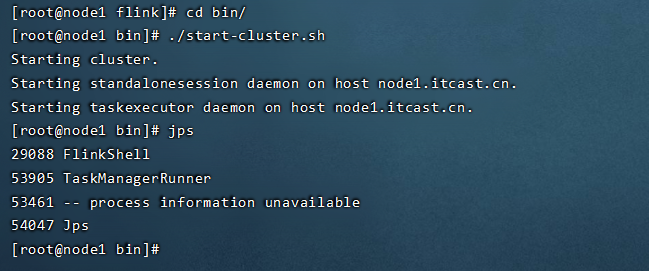 [root@node1 flink]# cd bin/
[root@node1 bin]# ./start-cluster.sh
Starting cluster.
Starting standalonesession daemon on host node1.itcast.cn.
Starting taskexecutor daemon on host node1.itcast.cn.
[root@node1 bin]# jps
29088 FlinkShell
53905 TaskManagerRunner
53461 -- process information unavailable
54047 Jps
[root@node1 bin]#